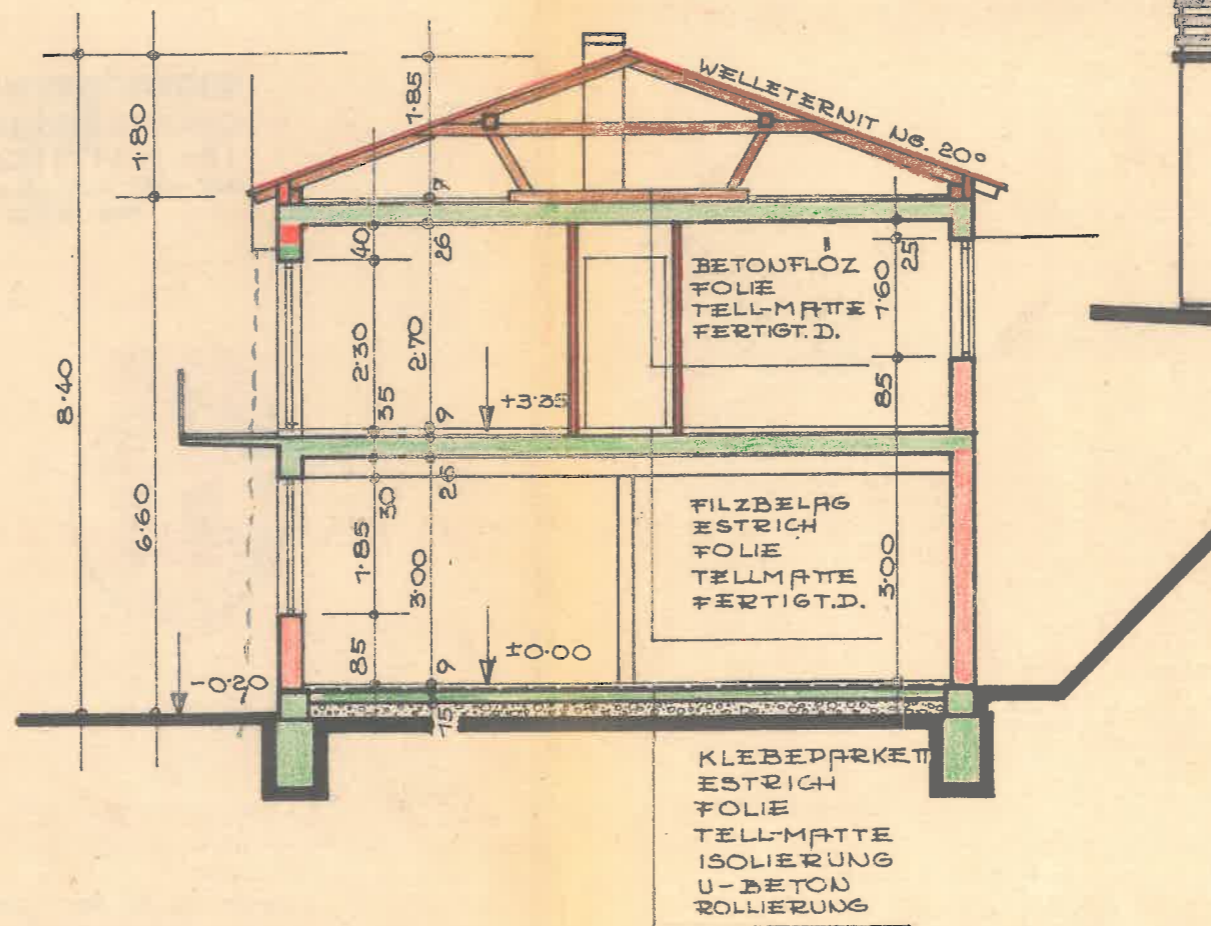 WELLETERNIT NG. 20°
1.80
8.40
6.60
1.85
7
26
40
2.30
2.70
35
9
+3.35
BETONFLÖZ
FOLIE
TELL-MATTE
FERTIGT.D.
25
1.60
85
26
30
1.85
3.00
85
9
15
±0.00
-0.20
FILZBELAG
ESTRICH
FOLIE
TELLMATTE
FERTIGT.D.
3.00
KLEBEPARKETT
ESTRICH
FOLIE
TELL-MATTE
ISOLIERUNG
U-BETON
ROLLIERUNG